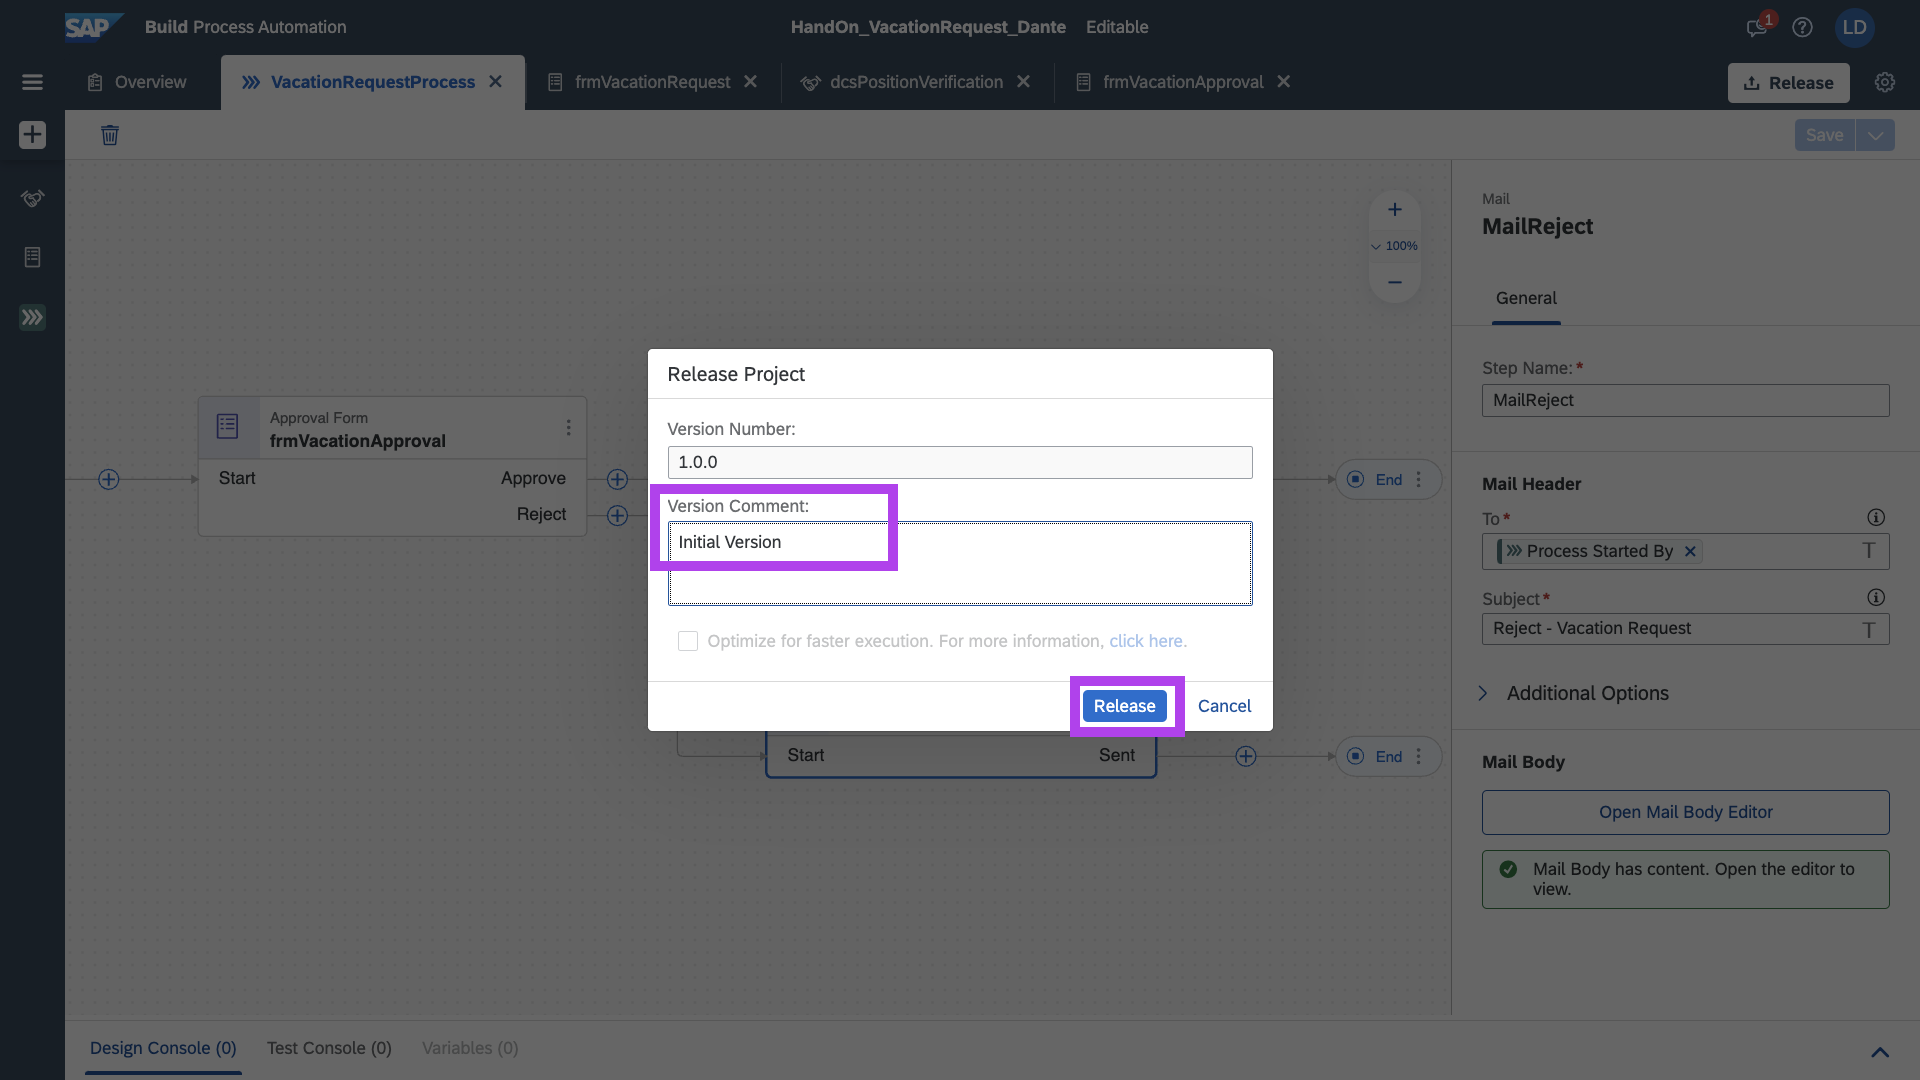 SAP Build Process Automation
HandOn_VacationRequest_Dante Editable
1
LD
Overview
VacationRequestProcess
frmVacationRequest
dcsPositionVerification
frmVacationApproval
Release
Save
100%
Approval Form
frmVacationApproval
Start Approve
Reject
End
Release Project
Version Number:
1.0.0
Version Comment:
Initial Version
Optimize for faster execution. For more information, click here.
Release Cancel
Start Sent
End
Mail
MailReject
General
Step Name:*
MailReject
Mail Header
To*
Process Started By
Subject*
Reject - Vacation Request
Additional Options
Mail Body
Open Mail Body Editor
Mail Body has content. Open the editor to
view.
Design Console (0) Test Console (0) Variables (0)